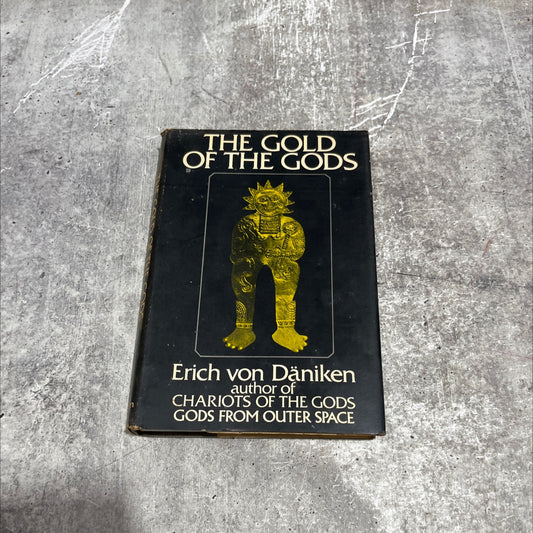 THE GOLD
OF THE GODS
Erich von Däniken
author of
CHARIOTS OF THE GODS
GODS FROM OUTER SPACE